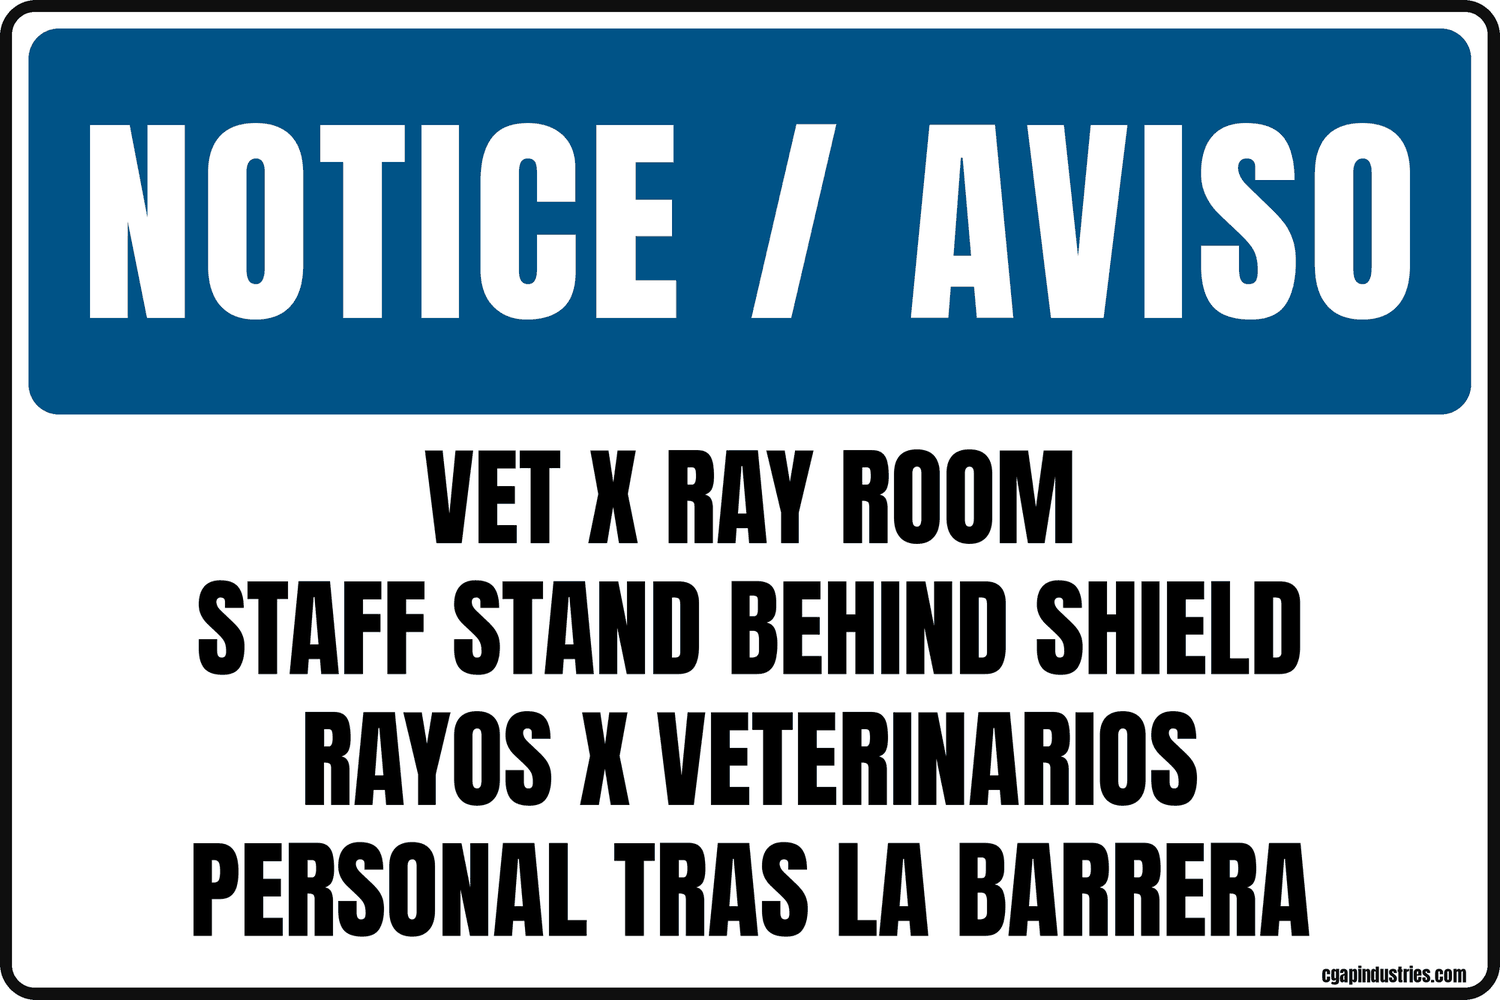 NOTICE / AVISO
VET X RAY ROOM
STAFF STAND BEHIND SHIELD
RAYOS X VETERINARIOS
PERSONAL TRAS LA BARRERA
cgapindustries.com